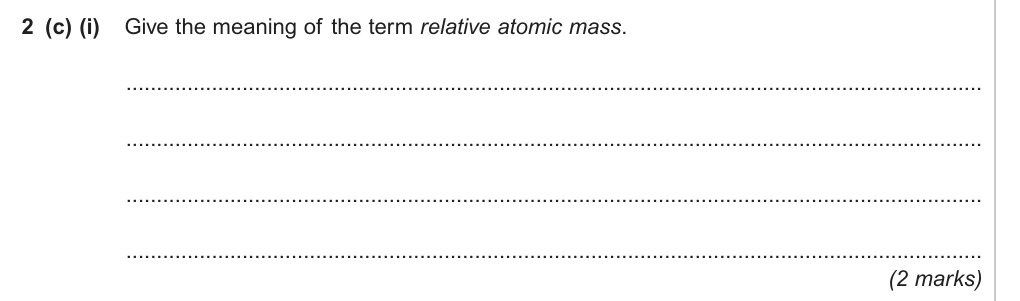 2 (c) (i) Give the meaning of the term relative atomic mass.
(2 marks)